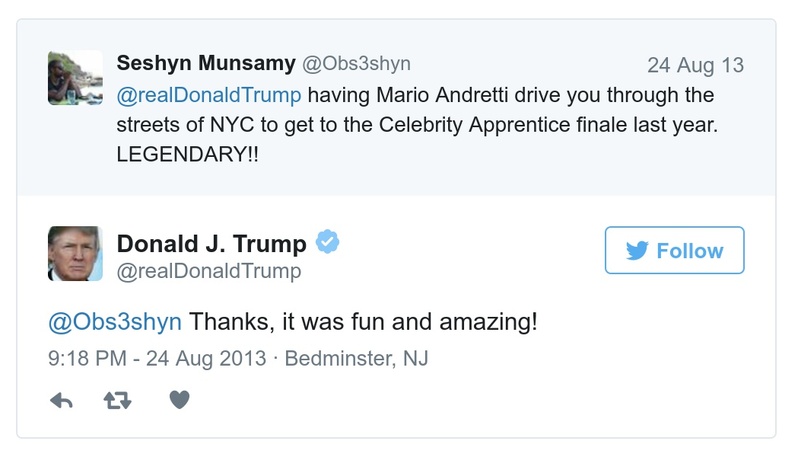 Seshyn Munsamy @Obs3shyn 24 Aug 13
@realDonaldTrump having Mario Andretti drive you through the
streets of NYC to get to the Celebrity Apprentice finale last year.
LEGENDARY!!
Donald J. Trump
@realDonaldTrump
Follow
@Obs3shyn Thanks, it was fun and amazing!
9:18 PM - 24 Aug 2013 · Bedminster, NJ